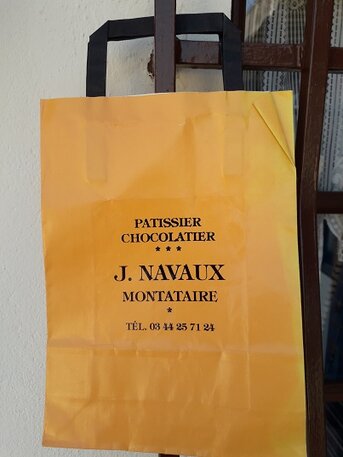 PATISSIER
CHOCOLATIER
* * *
J. NAVAUX
MONTATAIRE
*
TÉL. 03 44 25 71 24